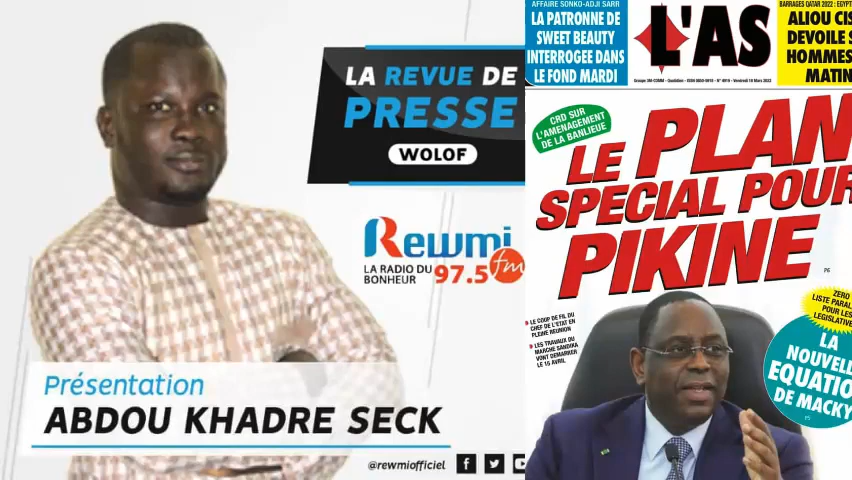 LA REVUE DE
PRESSE
WOLOF
Rewmi
fm
LA RADIO DU
BONHEUR
97.5
Présentation
ABDOU KHADRE SECK
@rewmiofficiel
AFFAIRE SONKO-ADJI SARR
LA PATRONNE DE
SWEET BEAUTY
INTERROGEE DANS
LE FOND MARDI
L'AS
BARRAGES QATAR 2022 : EGYPT
ALIOU CIS
DEVOILE S
HOMMES
MATIN
CRD SUR
L'AMENAGEMENT
DE LA BANLIEUE
LE PLAN
SPECIAL POUR
PIKINE
P6
LE COUP DE FIL DU
CHEF DE L'ETAT EN
PLEINE REUNION
LES TRAVAUX DU
MARCHE SANDIKA
VONT DEMARRER
LE 15 AVRIL
ZERO
LISTE PARAL
POUR LES
LEGISLATIVE
LA
NOUVELL
EQUATIO
DE MACKY